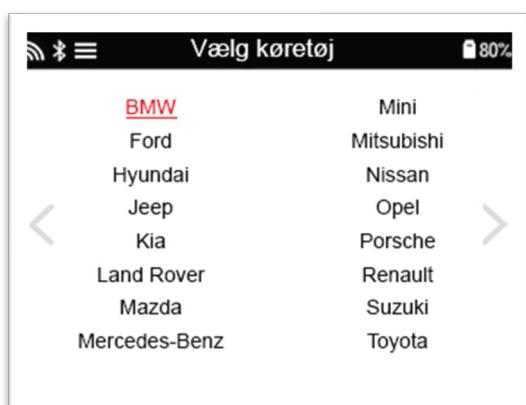 Vælg køretøj 80%
BMW Mini
Ford Mitsubishi
Hyundai Nissan
Jeep Opel
Kia Porsche
Land Rover Renault
Mazda Suzuki
Mercedes-Benz Toyota